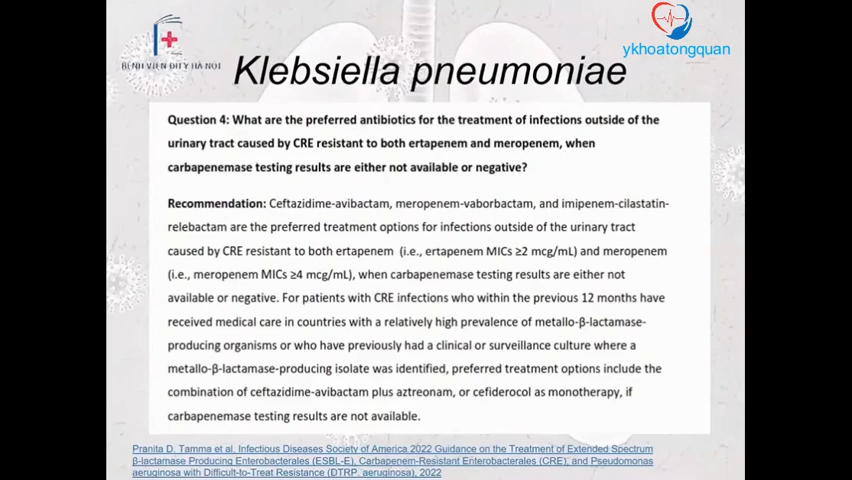 BỆNH VIỆN ĐHY HÀ NỘI
ykhoatongquan
Klebsiella pneumoniae
Question 4: What are the preferred antibiotics for the treatment of infections outside of the
urinary tract caused by CRE resistant to both ertapenem and meropenem, when
carbapenemase testing results are either not available or negative?
Recommendation: Ceftazidime-avibactam, meropenem-vaborbactam, and imipenem-cilastatin-
relebactam are the preferred treatment options for infections outside of the urinary tract
caused by CRE resistant to both ertapenem (i.e., ertapenem MICs ≥2 mcg/mL) and meropenem
(i.e., meropenem MICs ≥4 mcg/mL), when carbapenemase testing results are either not
available or negative. For patients with CRE infections who within the previous 12 months have
received medical care in countries with a relatively high prevalence of metallo-β-lactamase-
producing organisms or who have previously had a clinical or surveillance culture where a
metallo-β-lactamase-producing isolate was identified, preferred treatment options include the
combination of ceftazidime-avibactam plus aztreonam, or cefiderocol as monotherapy, if
carbapenemase testing results are not available.
Pranita D. Tamma et al, Infectious Diseases Society of America 2022 Guidance on the Treatment of Extended Spectrum
β-lactamase Producing Enterobacterales (ESBL-E), Carbapenem-Resistant Enterobacterales (CRE), and Pseudomonas
aeruginosa with Difficult-to-Treat Resistance (DTRP. aeruginosa), 2022